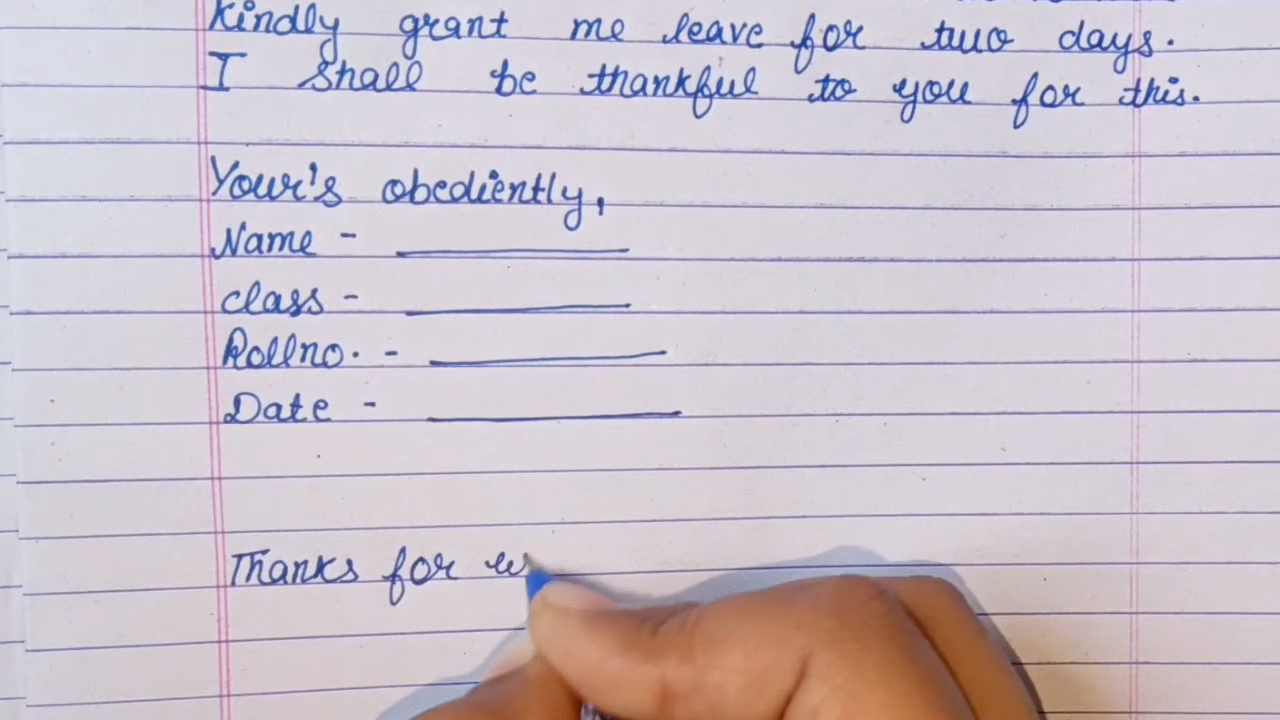 Kindly grant me leave for two days.
I shall be thankful to you for this.
Your's obediently,
Name -
class -
Rollno. -
Date -
Thanks for w